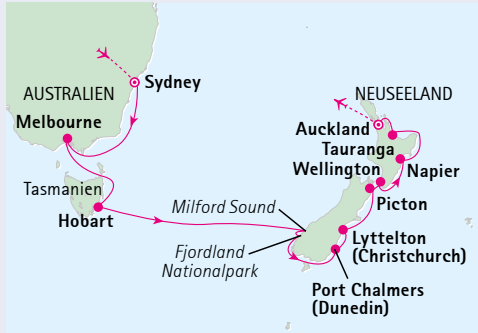 Sydney
AUSTRALIEN
NEUSEELAND
Melbourne
Auckland
Tauranga
Wellington
Napier
Tasmanien
Picton
Milford Sound
Hobart
Lyttelton
(Christchurch)
Fjordland
Nationalpark
Port Chalmers
(Dunedin)